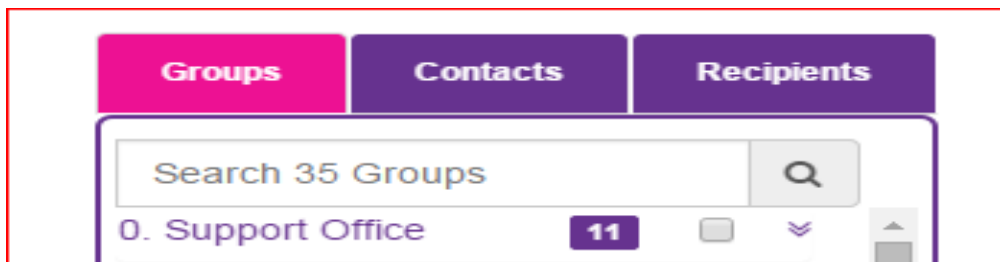 Groups Contacts Recipients
Search 35 Groups
0. Support Office 11